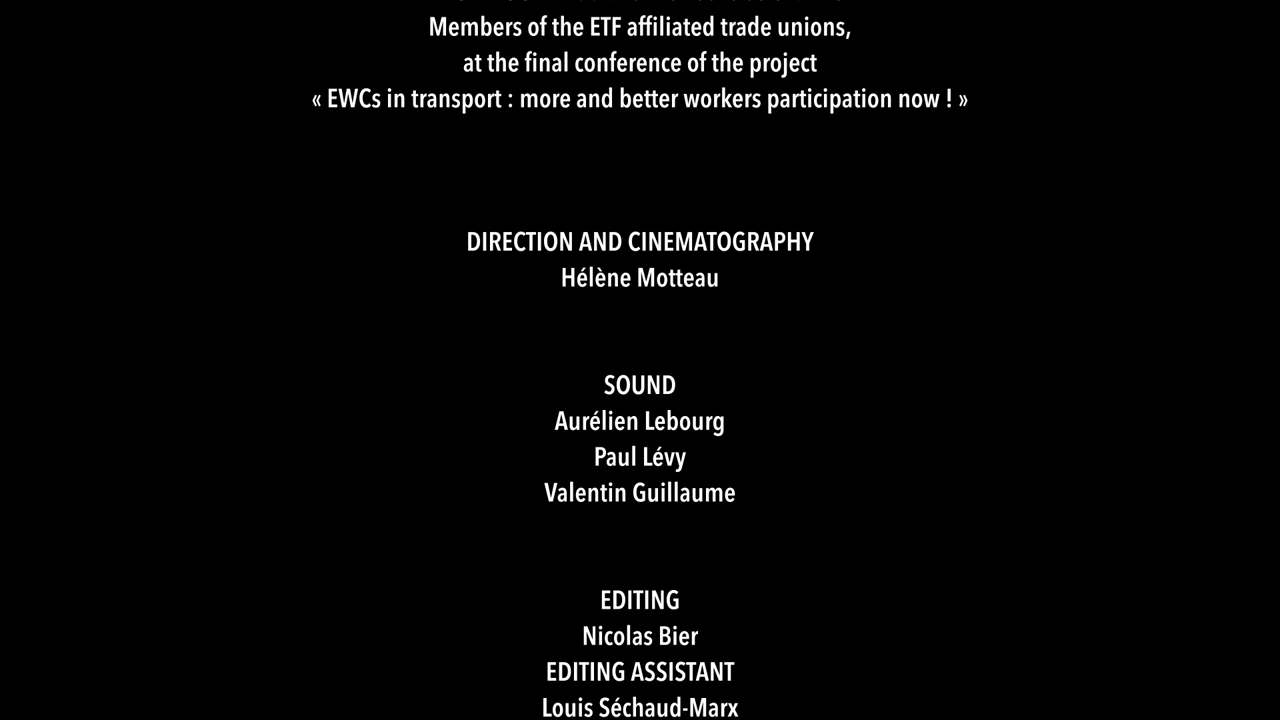 Members of the ETF affiliated trade unions,
at the final conference of the project
« EWCs in transport : more and better workers participation now ! »
DIRECTION AND CINEMATOGRAPHY
Hélène Motteau
SOUND
Aurélien Lebourg
Paul Lévy
Valentin Guillaume
EDITING
Nicolas Bier
EDITING ASSISTANT
Louis Séchaud-Marx